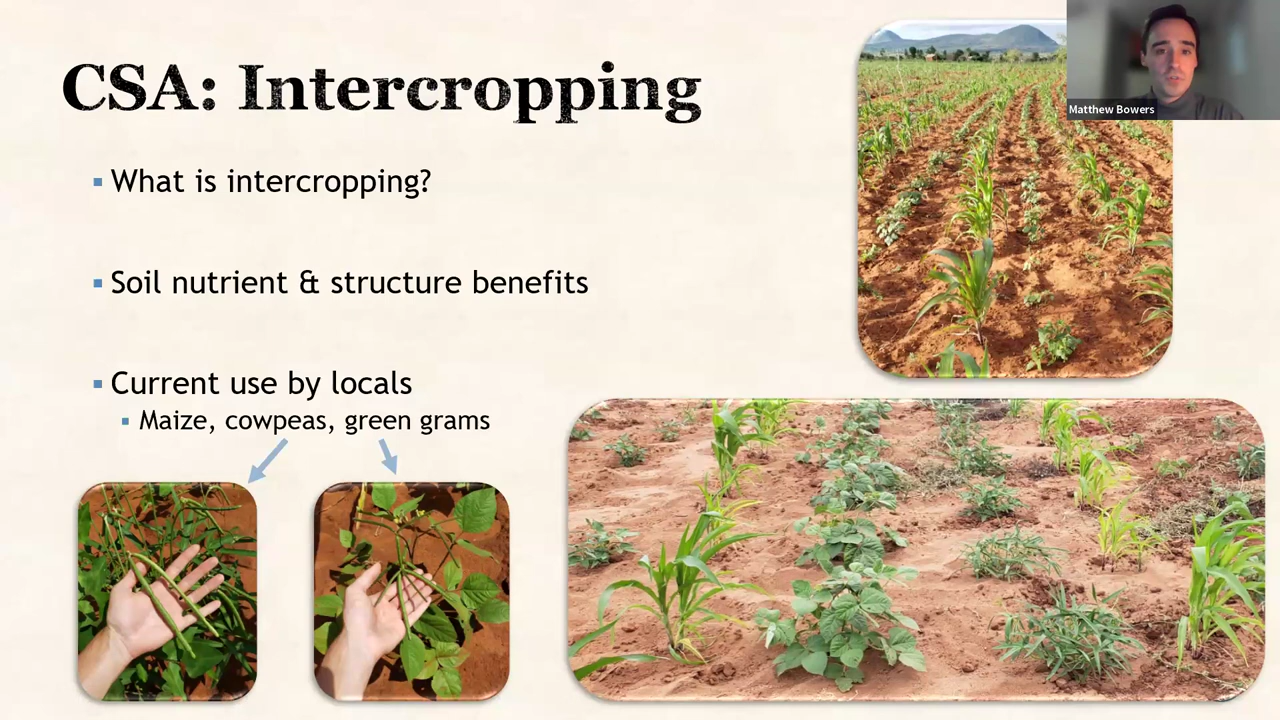 CSA: Intercropping
Matthew Bowers
What is intercropping?
Soil nutrient & structure benefits
Current use by locals
Maize, cowpeas, green grams